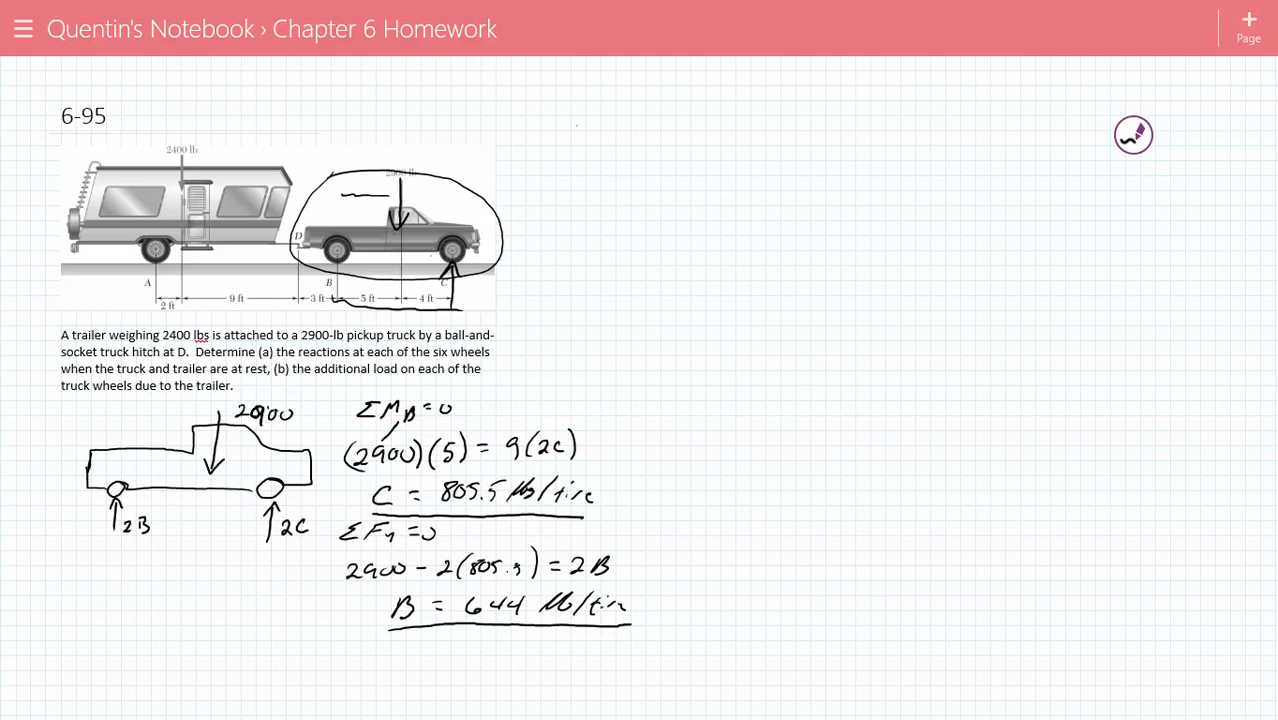 Quentin's Notebook › Chapter 6 Homework
Page
6-95
2400 lb
D
A
B
C
2 ft
9 ft
3 ft
5 ft
4 ft
A trailer weighing 2400 lbs is attached to a 2900-lb pickup truck by a ball-and-
socket truck hitch at D. Determine (a) the reactions at each of the six wheels
when the truck and trailer are at rest, (b) the additional load on each of the
truck wheels due to the trailer.
2900
2B
2C
ΣM_B = 0
(2900)(5) = 9(2C)
C = 805.5 lbs/tire
ΣFy = 0
2900 - 2(805.5) = 2B
B = 644 lb/tire